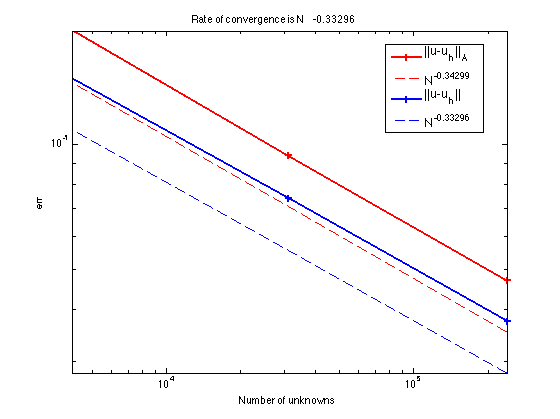 Rate of convergence is N -0.33296
||u-u_h||_A
N^-0.34299
||u-u_h||
N^-0.33296
10^-1
err
10^4
10^5
Number of unknowns